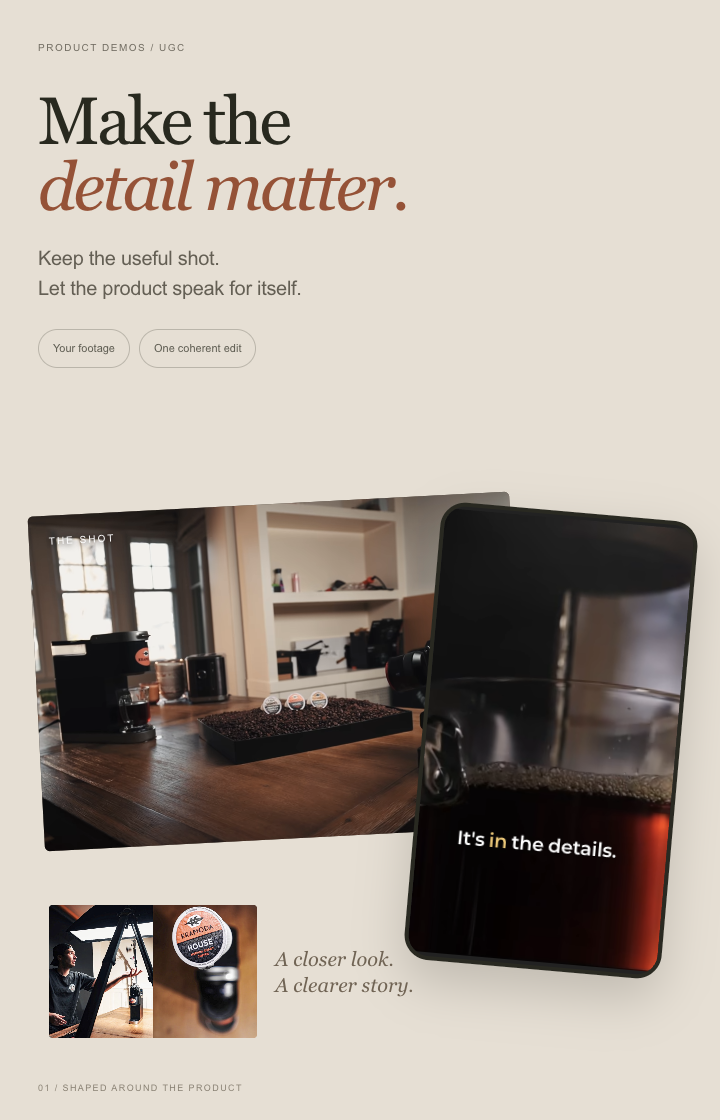 PRODUCT DEMOS / UGC
Make the
detail matter.
Keep the useful shot.
Let the product speak for itself.
Your footage
One coherent edit
THE SHOT
It's in the details.
HOUSE
A closer look.
A clearer story.
01 / SHAPED AROUND THE PRODUCT